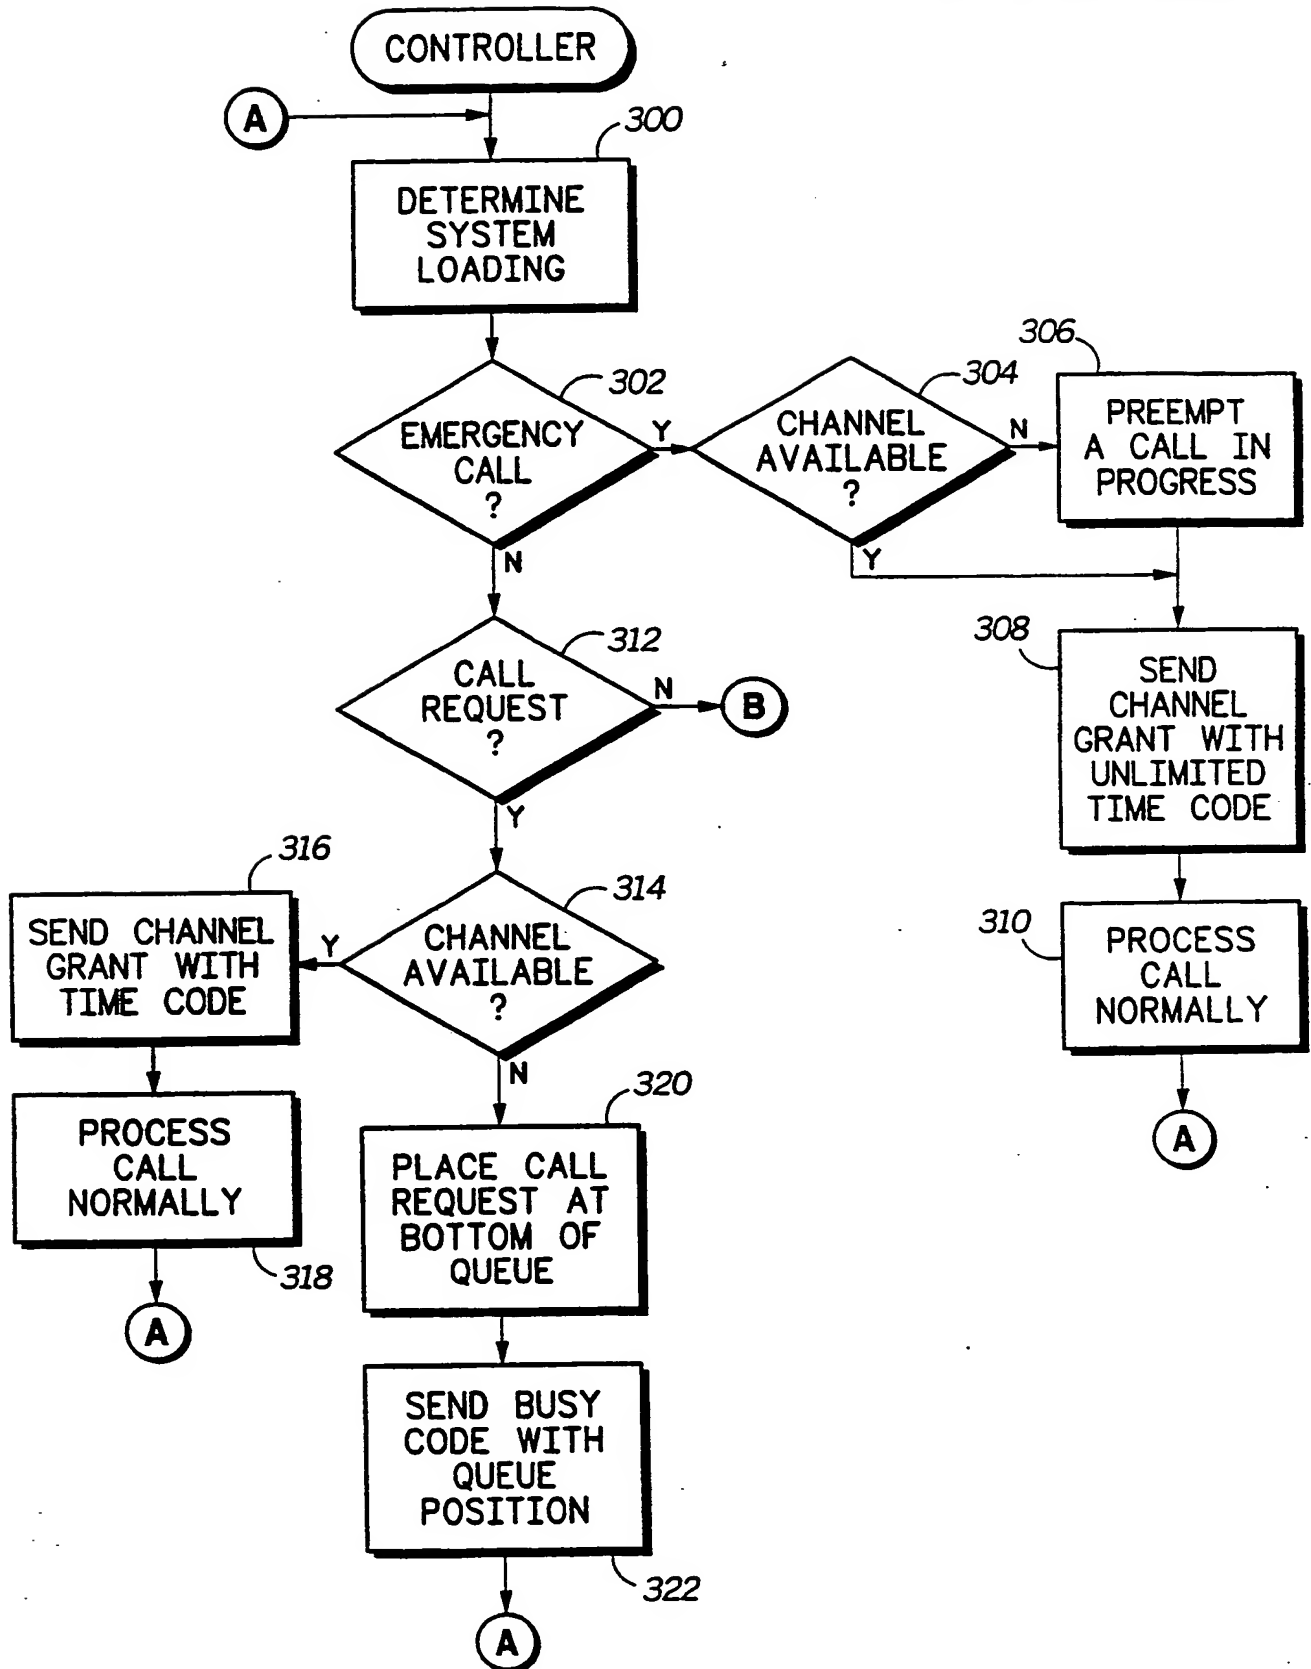 CONTROLLER
A
300
DETERMINE
SYSTEM
LOADING
302
EMERGENCY
CALL
?
Y
N
304
CHANNEL
AVAILABLE
?
N
Y
306
PREEMPT
A CALL IN
PROGRESS
308
SEND
CHANNEL
GRANT WITH
UNLIMITED
TIME CODE
310
PROCESS
CALL
NORMALLY
A
312
CALL
REQUEST
?
N
B
Y
314
CHANNEL
AVAILABLE
?
Y
N
316
SEND CHANNEL
GRANT WITH
TIME CODE
PROCESS
CALL
NORMALLY
318
A
320
PLACE CALL
REQUEST AT
BOTTOM OF
QUEUE
SEND BUSY
CODE WITH
QUEUE
POSITION
322
A